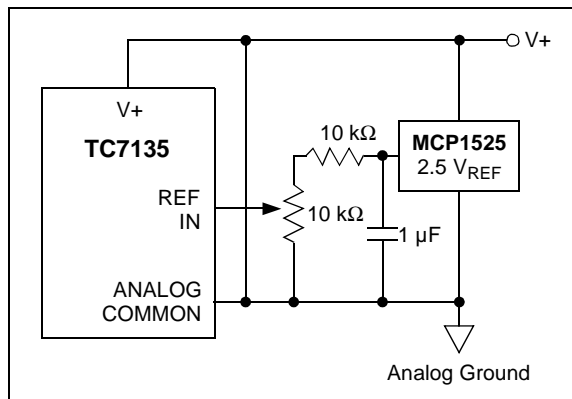 V+
V+
TC7135
10 kΩ
MCP1525
2.5 VREF
REF
IN
10 kΩ
1 µF
ANALOG
COMMON
Analog Ground